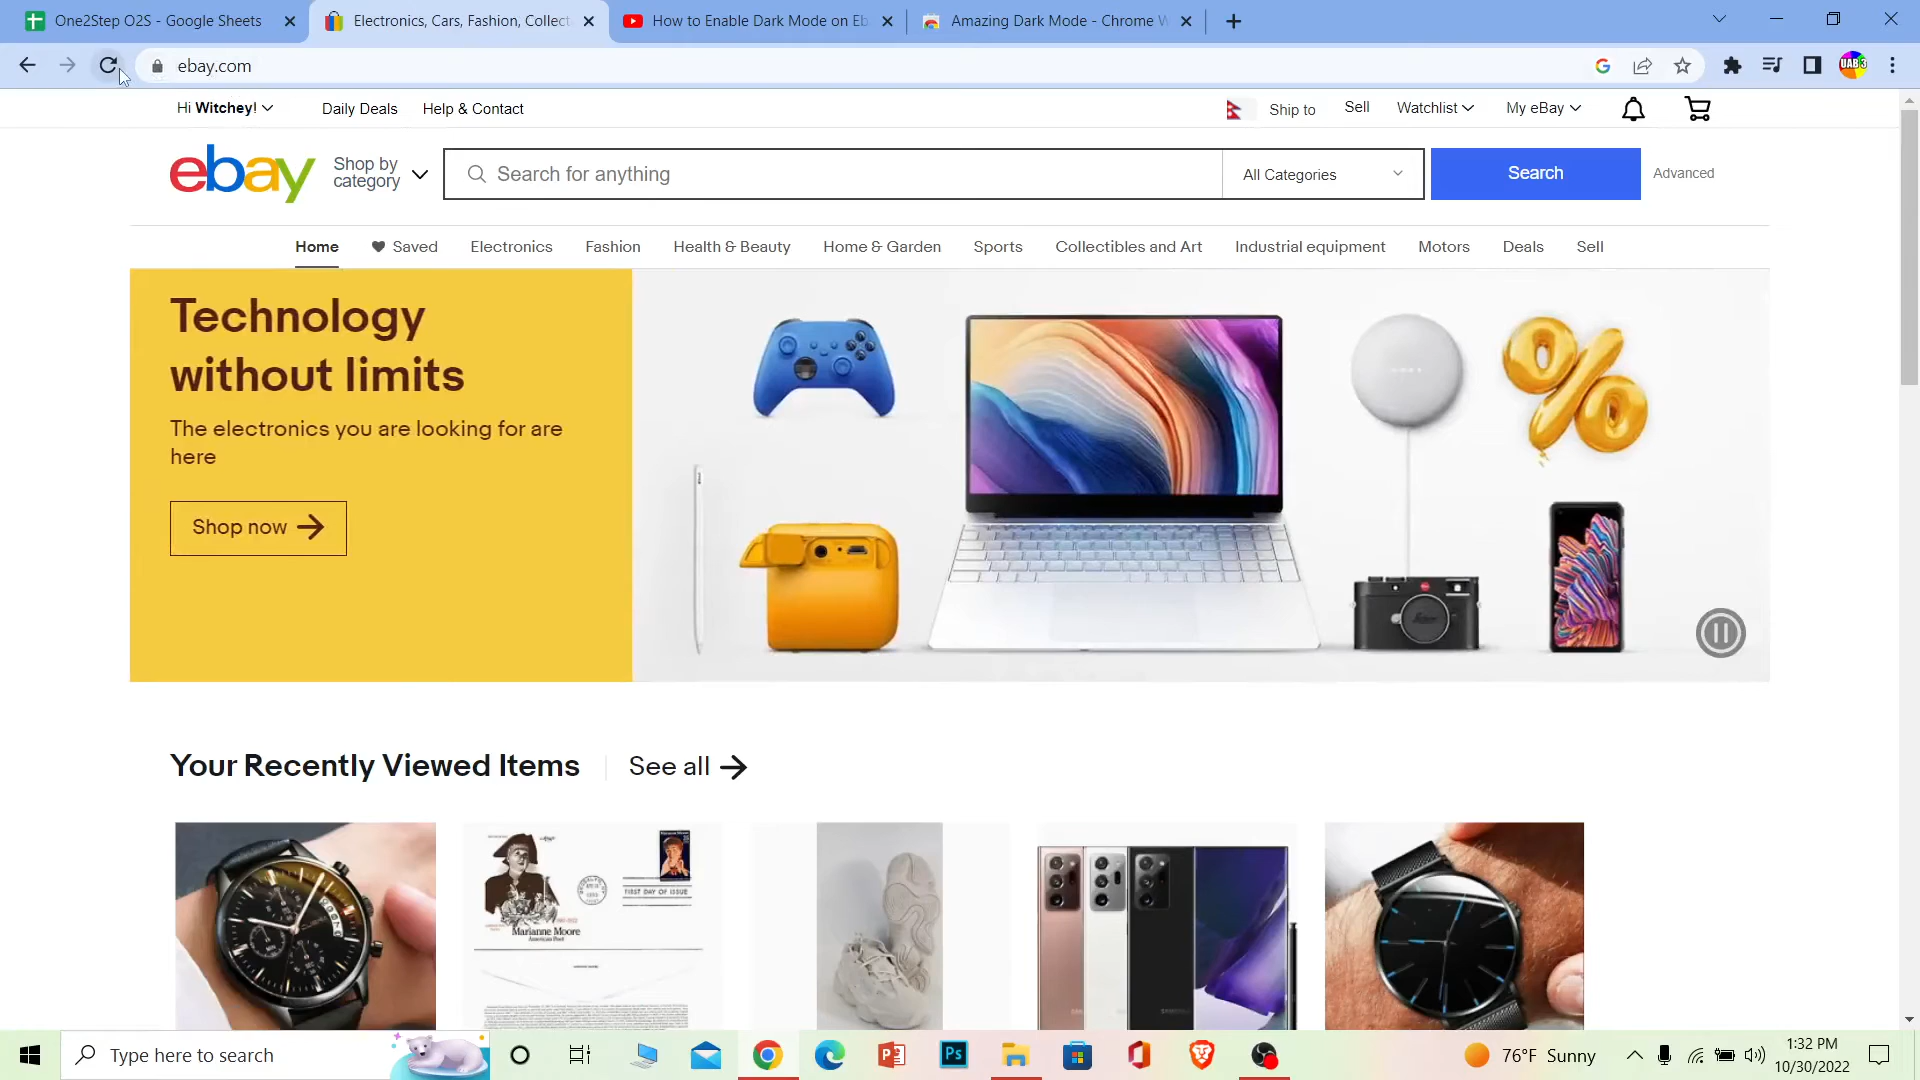 One2Step O2S - Google Sheets
Electronics, Cars, Fashion, Collect
How to Enable Dark Mode on Eb
Amazing Dark Mode - Chrome W
ebay.com
UAB 3
Hi Witchey!
Daily Deals
Help & Contact
Ship to
Sell
Watchlist
My eBay
ebay
Shop by
category
Search for anything
All Categories
Search
Advanced
Home
Saved
Electronics
Fashion
Health & Beauty
Home & Garden
Sports
Collectibles and Art
Industrial equipment
Motors
Deals
Sell
Technology
without limits
The electronics you are looking for are
here
Shop now
Your Recently Viewed Items
See all
FIRST DAY OF ISSUE
Marianne Moore
American Poet
Type here to search
Ps
76°F Sunny
1:32 PM
10/30/2022